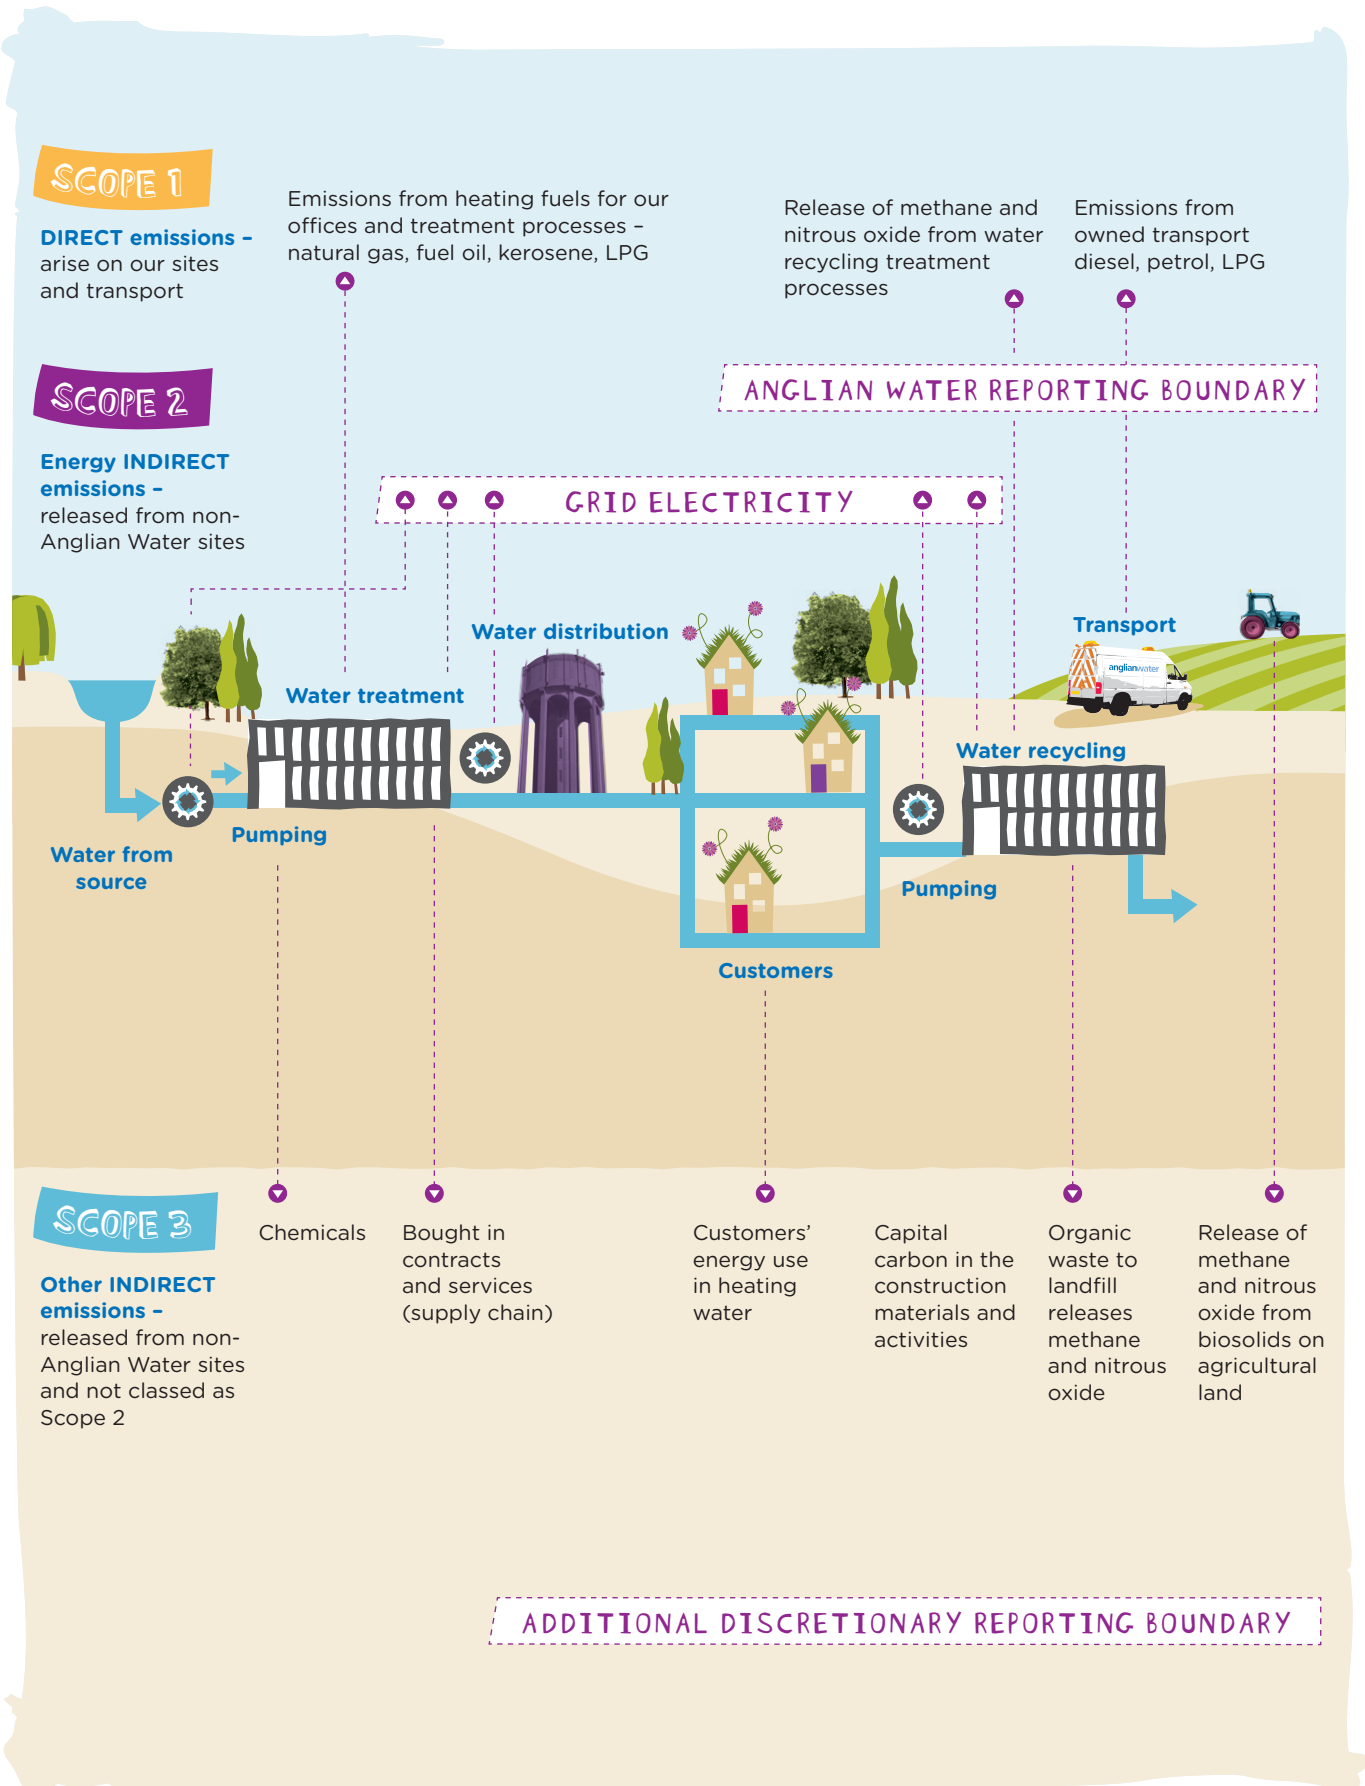 SCOPE 1
DIRECT emissions –
arise on our sites
and transport
Emissions from heating fuels for our
offices and treatment processes –
natural gas, fuel oil, kerosene, LPG
Release of methane and
nitrous oxide from water
recycling treatment
processes
Emissions from
owned transport
diesel, petrol, LPG
ANGLIAN WATER REPORTING BOUNDARY
SCOPE 2
Energy INDIRECT
emissions –
released from non-
Anglian Water sites
GRID ELECTRICITY
Water distribution
Transport
anglianwater
Water treatment
Water recycling
Pumping
Water from
source
Pumping
Customers
SCOPE 3
Other INDIRECT
emissions –
released from non-
Anglian Water sites
and not classed as
Scope 2
Chemicals
Bought in
contracts
and services
(supply chain)
Customers’
energy use
in heating
water
Capital
carbon in the
construction
materials and
activities
Organic
waste to
landfill
releases
methane
and nitrous
oxide
Release of
methane
and nitrous
oxide from
biosolids on
agricultural
land
ADDITIONAL DISCRETIONARY REPORTING BOUNDARY